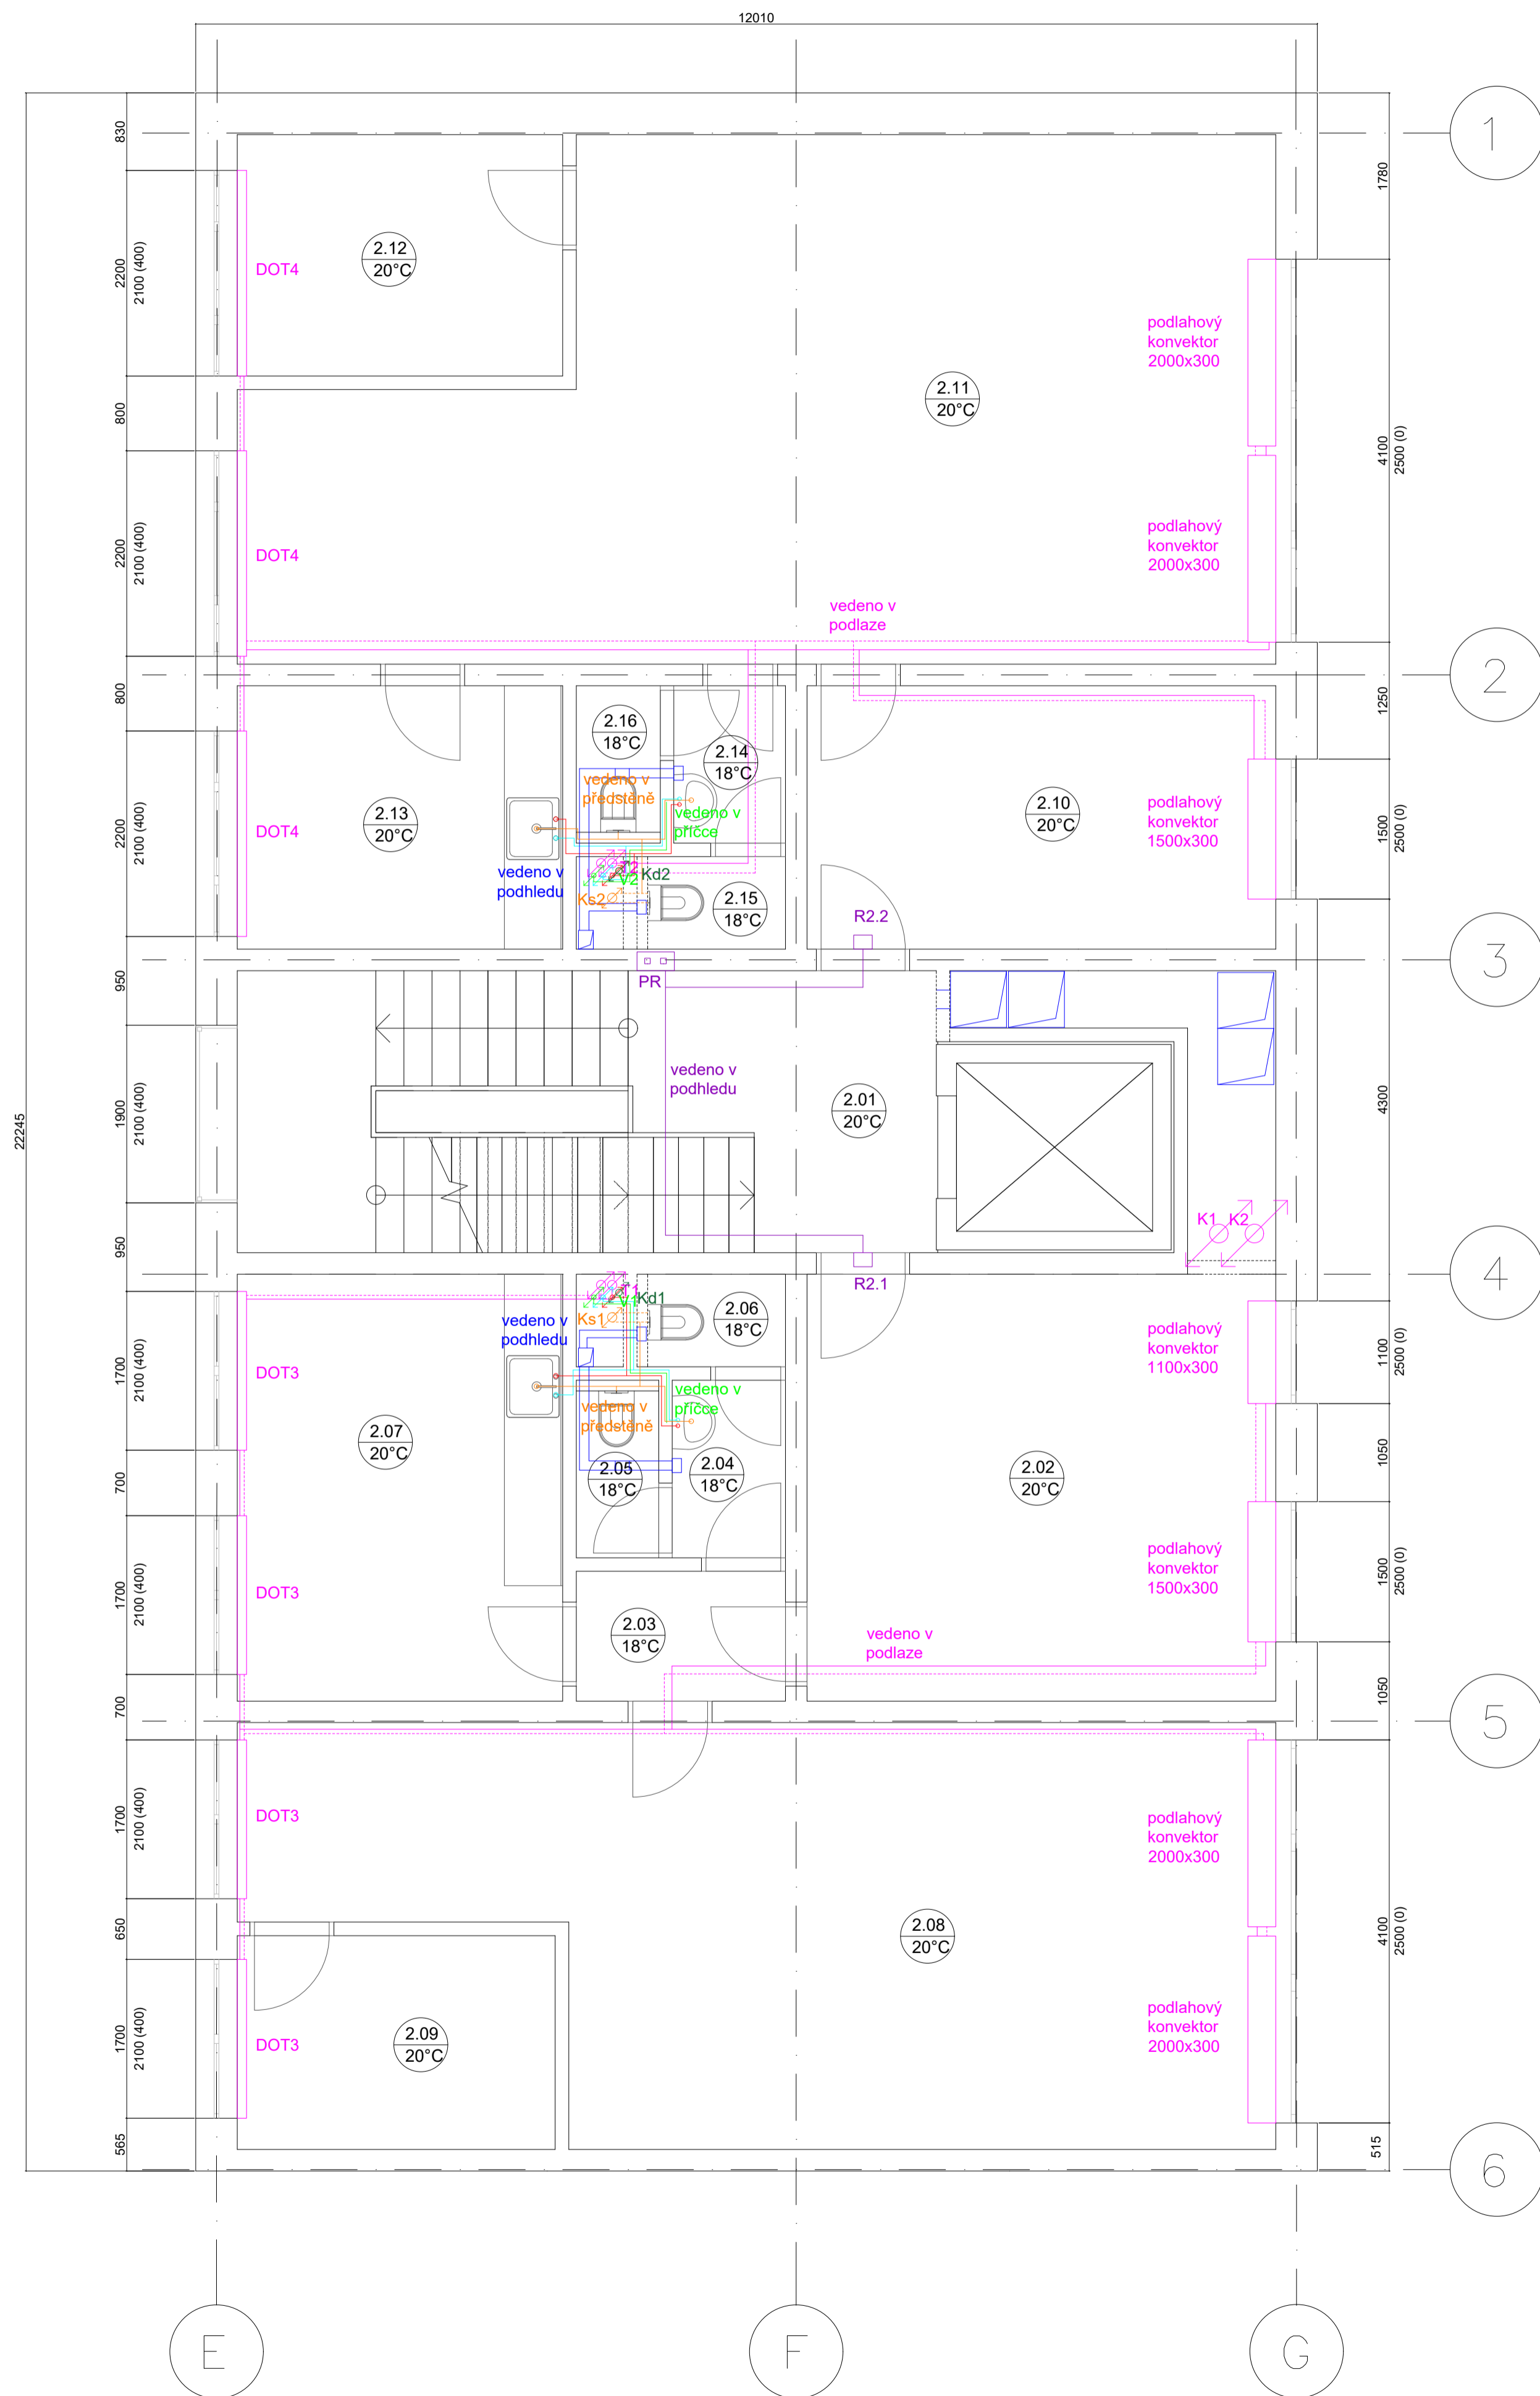 12010
1
830
1780
2.12
20°C
2200
2100 (400)
DOT4
podlahový
konvektor
2000x300
2.11
20°C
800
4100
2500 (0)
2200
2100 (400)
DOT4
podlahový
konvektor
2000x300
vedeno v
podlaze
2
800
1250
2.16
18°C
2.14
18°C
vedeno v
předstěně
vedeno v
příčce
2.13
20°C
2200
2100 (400)
DOT4
2.10
20°C
podlahový
konvektor
1500x300
1500
2500 (0)
vedeno v
podhledu
T2
V2
Kd2
Ks2
2.15
18°C
R2.2
3
950
PR
vedeno v
podhledu
2.01
20°C
22245
1900
2100 (400)
4300
K1
K2
950
4
R2.1
T1
V1
Kd1
Ks1
vedeno v
podhledu
2.06
18°C
podlahový
konvektor
1100x300
1100
2500 (0)
1700
2100 (400)
DOT3
vedeno v
příčce
vedeno v
předstěně
2.07
20°C
2.05
18°C
2.04
18°C
2.02
20°C
700
1050
1700
2100 (400)
DOT3
podlahový
konvektor
1500x300
1500
2500 (0)
2.03
18°C
vedeno v
podlaze
700
1050
5
1700
2100 (400)
DOT3
podlahový
konvektor
2000x300
650
2.08
20°C
4100
2500 (0)
1700
2100 (400)
DOT3
2.09
20°C
podlahový
konvektor
2000x300
565
515
6
E
F
G